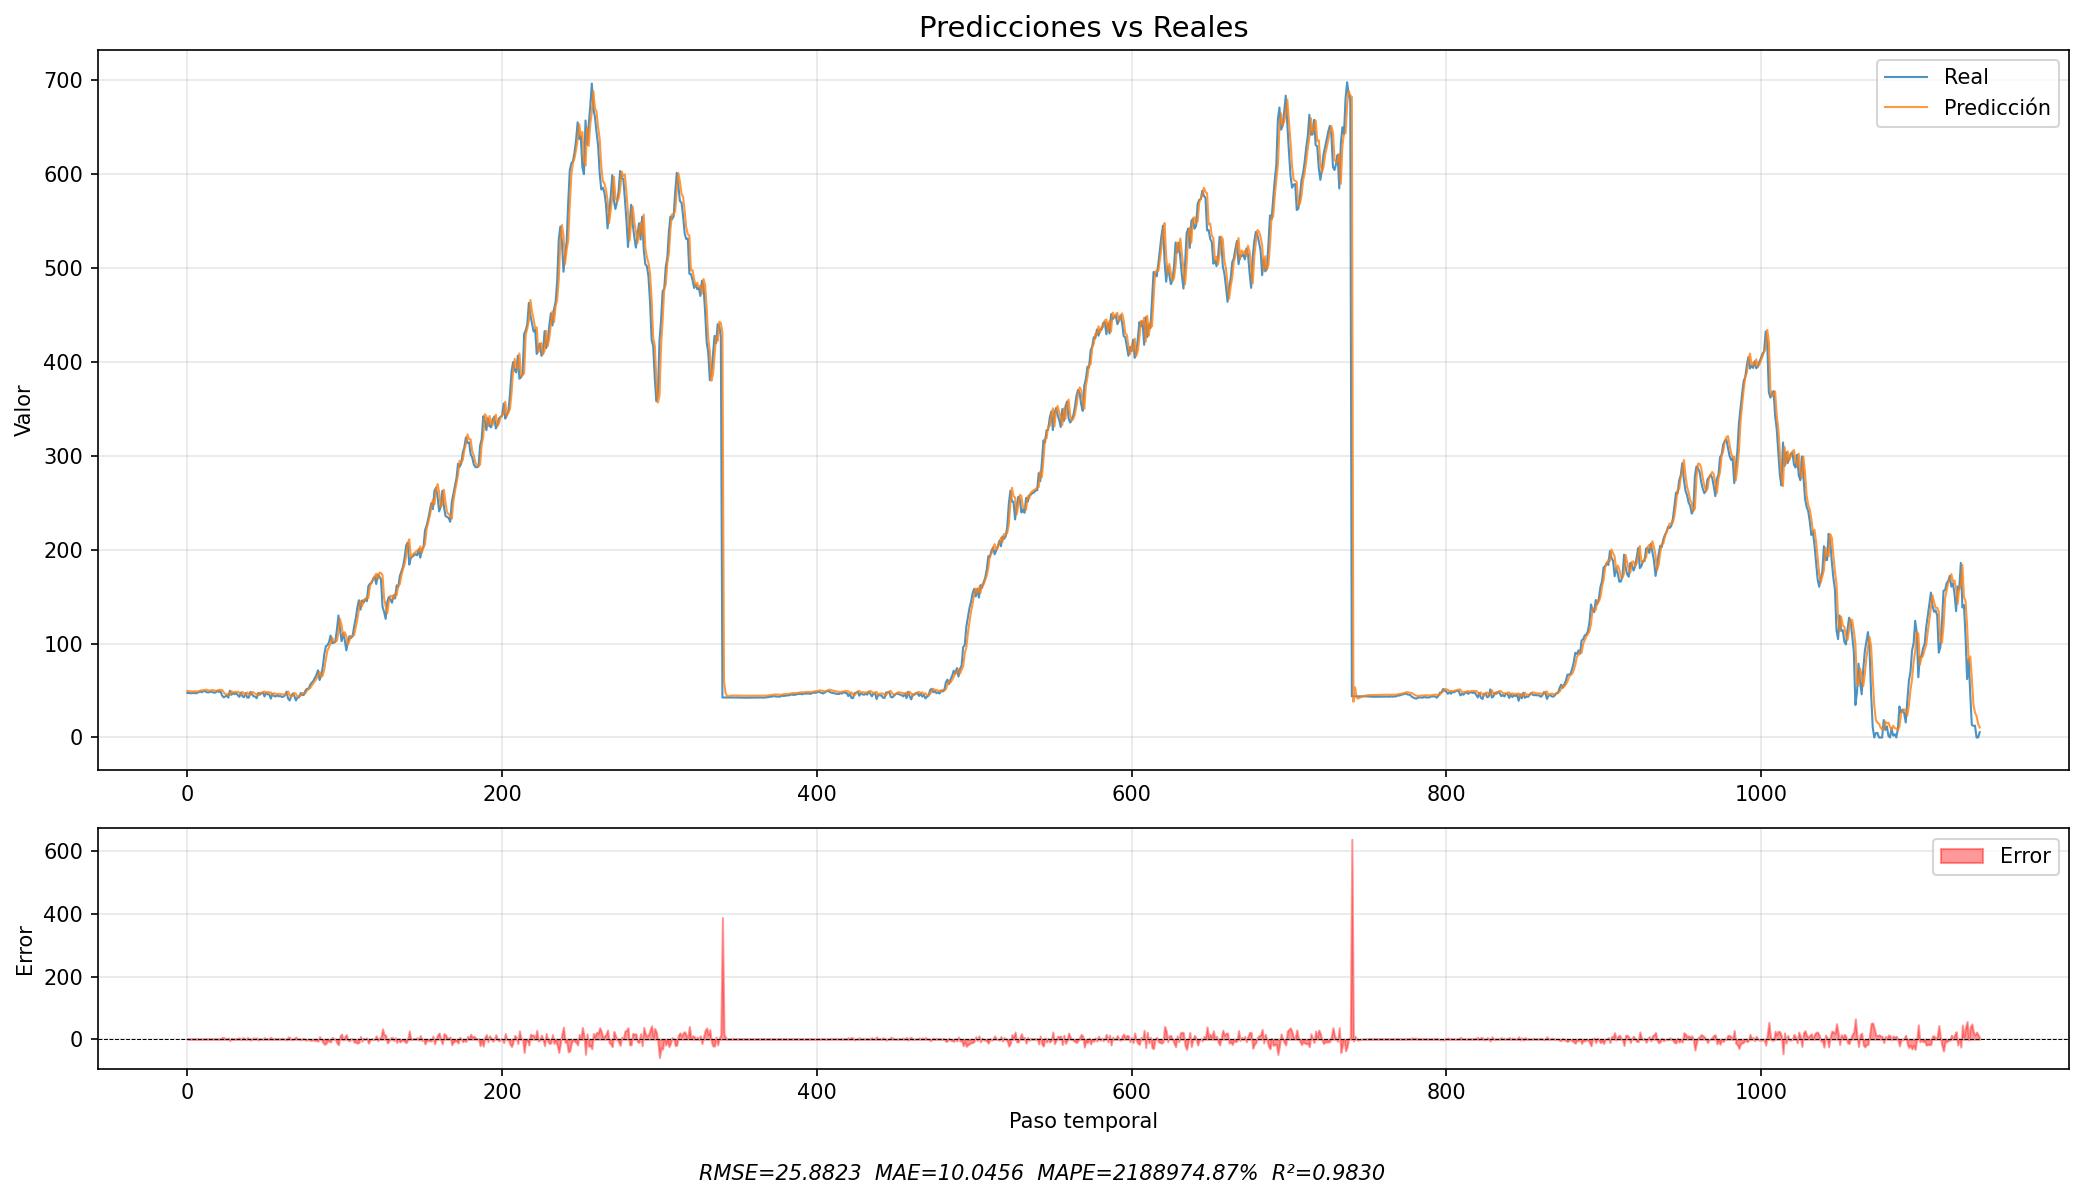 Predicciones vs Reales
Valor
700
600
500
400
300
200
100
0
Real
Predicción
0 200 400 600 800 1000
Error
600
400
200
0
Error
0 200 400 600 800 1000
Paso temporal
RMSE=25.8823 MAE=10.0456 MAPE=2188974.87% R²=0.9830